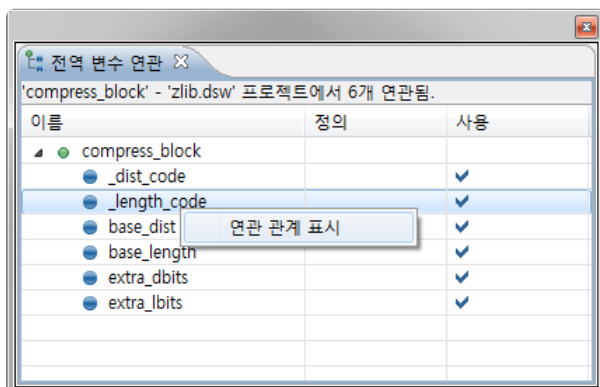 전역 변수 연관
'compress_block' - 'zlib.dsw' 프로젝트에서 6개 연관됨.
이름 정의 사용
compress_block
_dist_code
_length_code
base_dist
연관 관계 표시
base_length
extra_dbits
extra_lbits